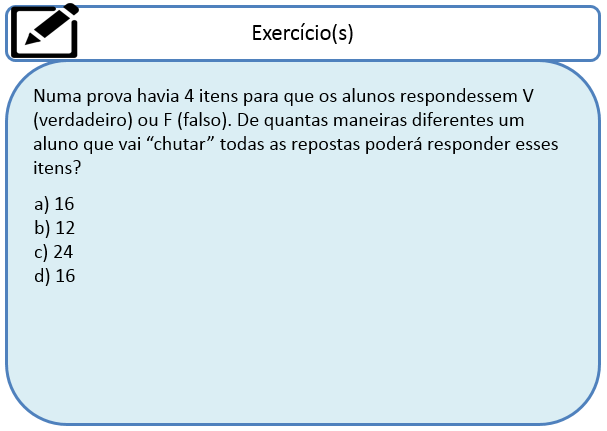 Exercício(s)
Numa prova havia 4 itens para que os alunos respondessem V
(verdadeiro) ou F (falso). De quantas maneiras diferentes um
aluno que vai “chutar” todas as repostas poderá responder esses
itens?
a) 16
b) 12
c) 24
d) 16